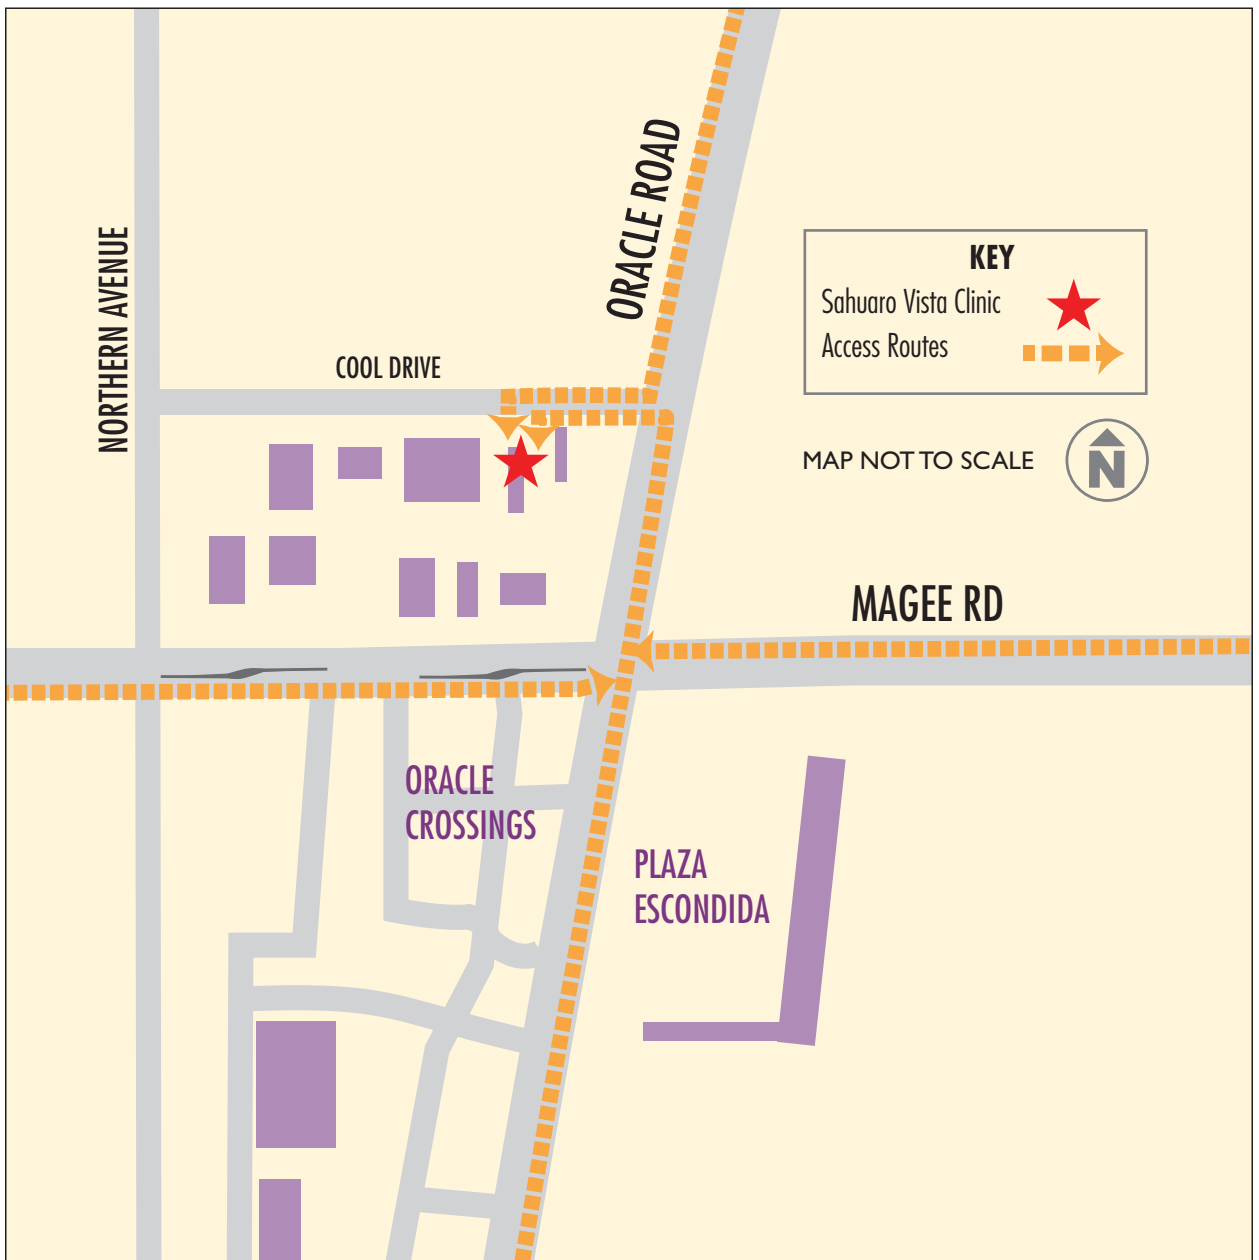 ORACLE ROAD
NORTHERN AVENUE
KEY
Sahuaro Vista Clinic
Access Routes
COOL DRIVE
MAP NOT TO SCALE
N
MAGEE RD
ORACLE
CROSSINGS
PLAZA
ESCONDIDA